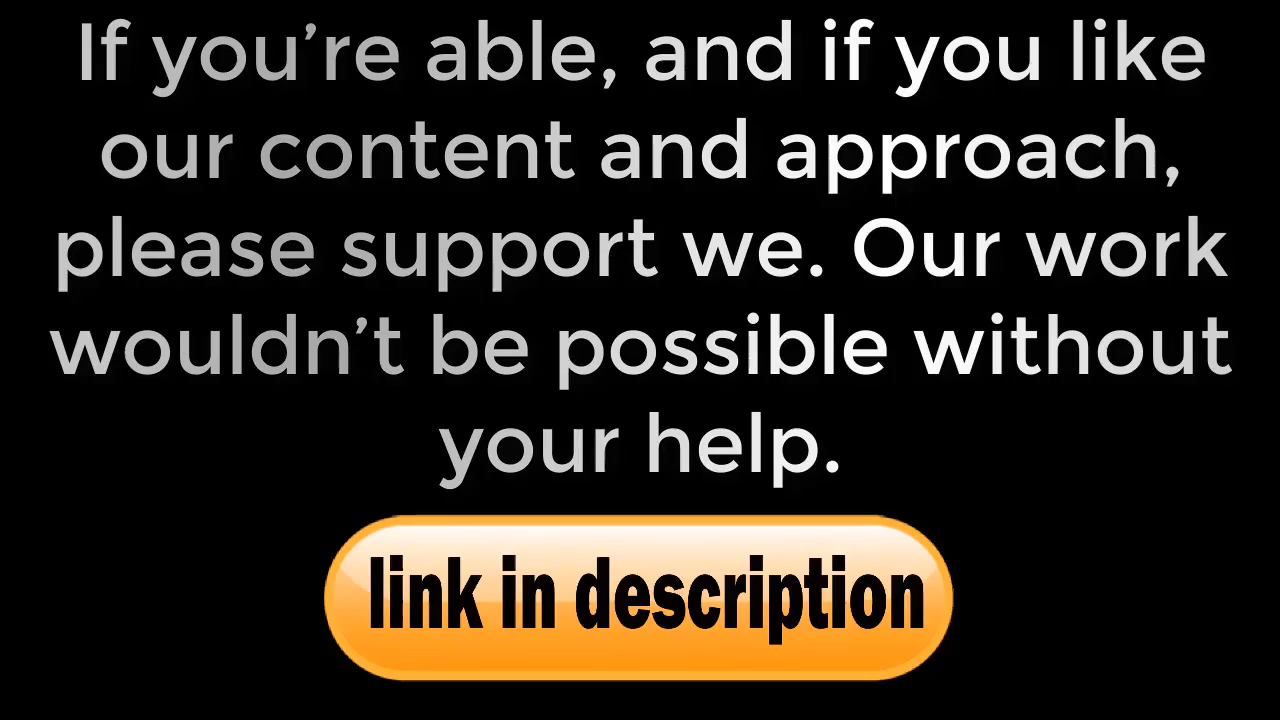 If you’re able, and if you like
our content and approach,
please support we. Our work
wouldn’t be possible without
your help.
link in description